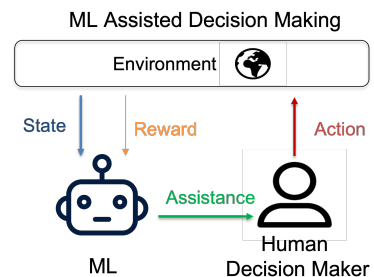 ML Assisted Decision Making
Environment
State
Reward
Action
Assistance
ML
Human
Decision Maker